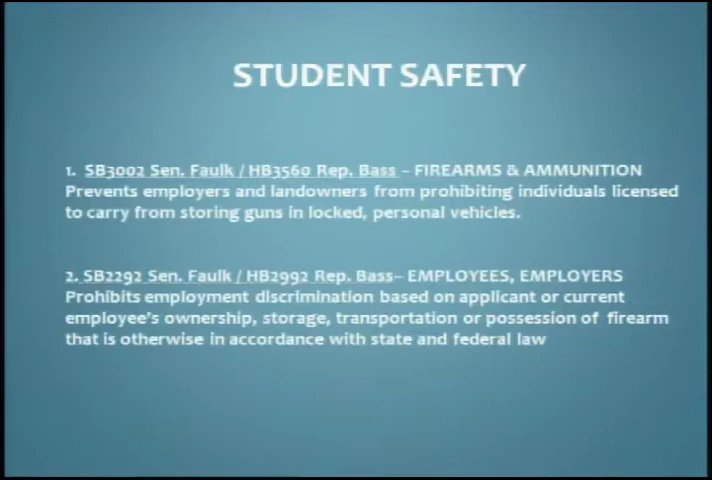 STUDENT SAFETY
1. SB3002 Sen. Faulk / HB3560 Rep. Bass – FIREARMS & AMMUNITION
Prevents employers and landowners from prohibiting individuals licensed
to carry from storing guns in locked, personal vehicles.
2. SB2292 Sen. Faulk / HB2992 Rep. Bass– EMPLOYEES, EMPLOYERS
Prohibits employment discrimination based on applicant or current
employee's ownership, storage, transportation or possession of firearm
that is otherwise in accordance with state and federal law